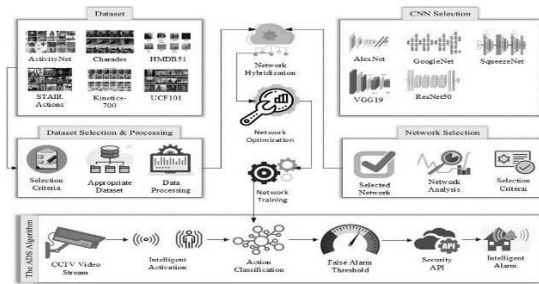 Dataset
ActivityNet
Charades
HMDB51
STAIR
Actions
Kinetics-
700
UCF101
Network
Hybridization
Network
Optimization
Network
Training
CNN Selection
AlexNet
GoogleNet
SqueezeNet
VGG19
ResNet50
Dataset Selection & Processing
Selection
Criteria
Appropriate
Dataset
Data
Processing
Network Selection
Selected
Network
Network
Analysis
Selection
Criterai
The ADS Algorithm
CCTV Video
Stream
Intelligent
Activation
Action
Classification
False Alarm
Threshold
API
Security
API
Intelligent
Alarm